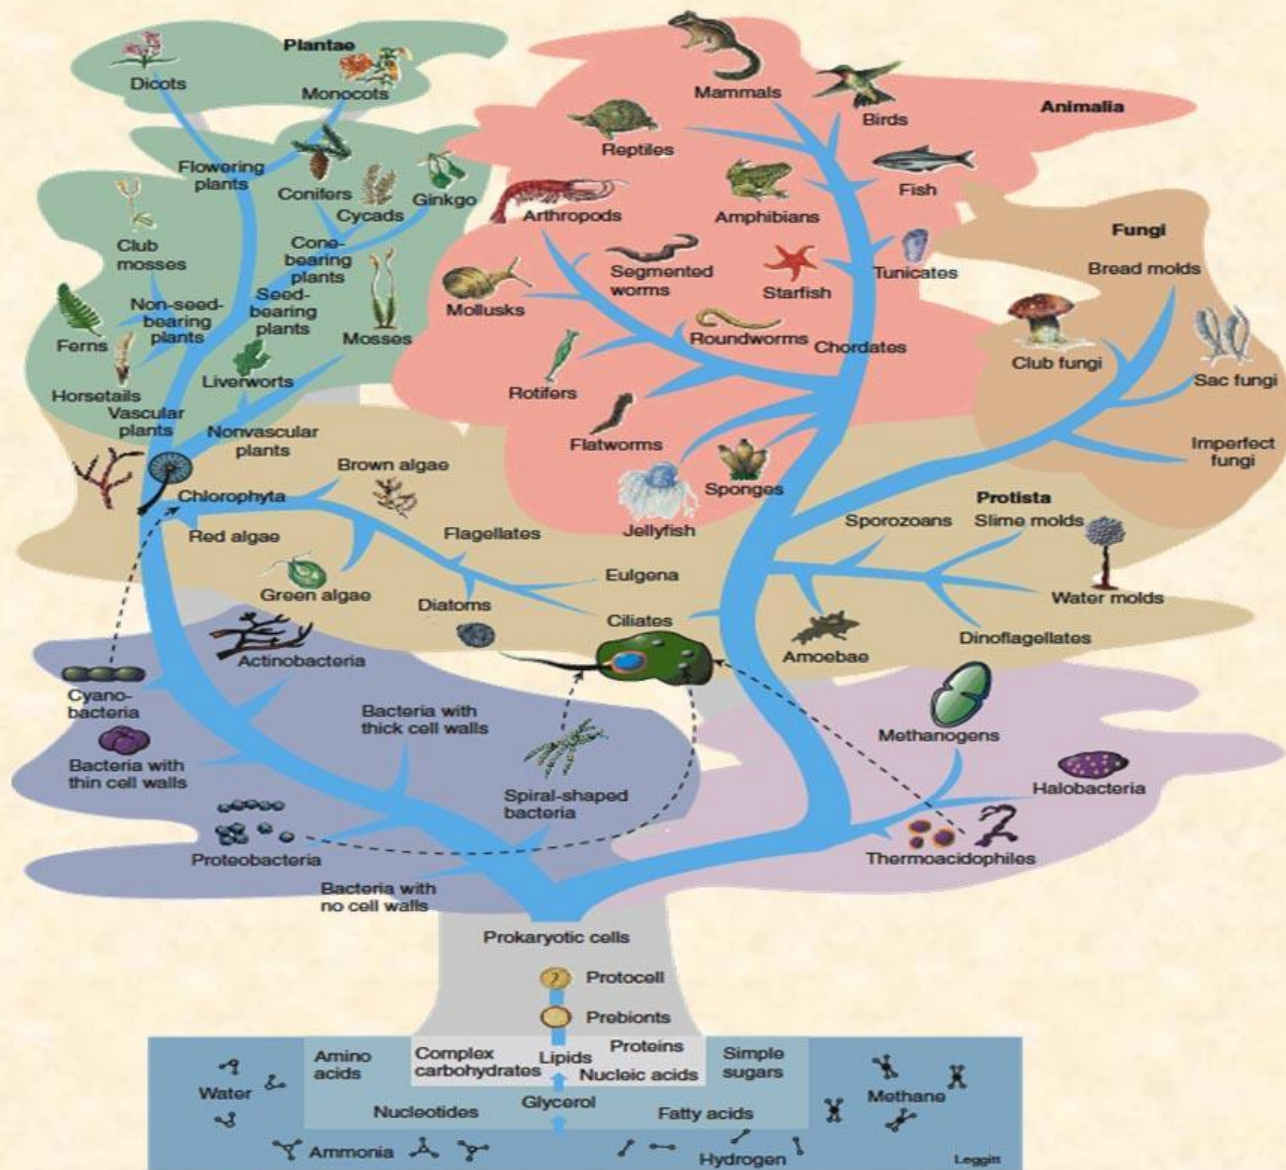 Plantae
Dicots
Monocots
Flowering
plants
Conifers
Cycads
Ginkgo
Club
mosses
Cone-
bearing
plants
Non-seed-
bearing
plants
Seed-
bearing
plants
Ferns
Mosses
Horsetails
Liverworts
Vascular
plants
Nonvascular
plants
Animalia
Mammals
Birds
Reptiles
Fish
Arthropods
Amphibians
Segmented
worms
Starfish
Tunicates
Mollusks
Roundworms
Chordates
Rotifers
Flatworms
Sponges
Jellyfish
Fungi
Bread molds
Club fungi
Sac fungi
Imperfect
fungi
Protista
Brown algae
Chlorophyta
Red algae
Flagellates
Sporozoans
Slime molds
Green algae
Eulgena
Diatoms
Ciliates
Water molds
Amoebae
Dinoflagellates
Actinobacteria
Cyano-
bacteria
Bacteria with
thick cell walls
Bacteria with
thin cell walls
Spiral-shaped
bacteria
Proteobacteria
Bacteria with
no cell walls
Methanogens
Halobacteria
Thermoacidophiles
Prokaryotic cells
? Protocell
Prebionts
Water
Amino
acids
Complex
carbohydrates
Lipids
Proteins
Nucleic acids
Simple
sugars
Methane
Nucleotides
Glycerol
Fatty acids
Ammonia
Hydrogen
Leggitt